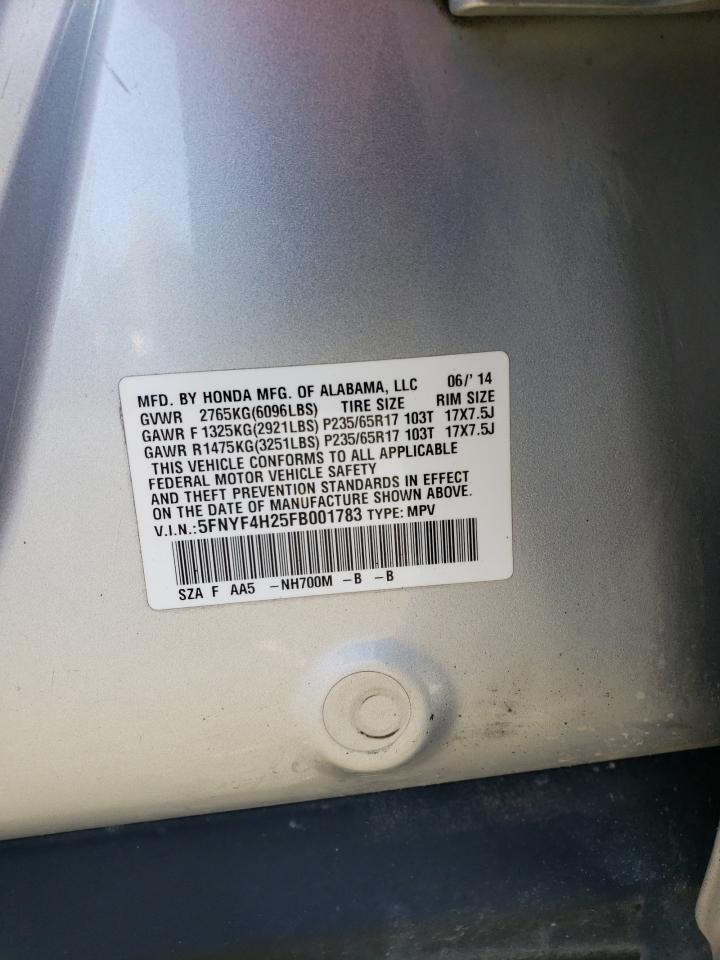 MFD. BY HONDA MFG. OF ALABAMA, LLC 06/' 14
GVWR 2765KG(6096LBS) TIRE SIZE RIM SIZE
GAWR F 1325KG(2921LBS) P235/65R17 103T 17X7.5J
GAWR R1475KG(3251LBS) P235/65R17 103T 17X7.5J
THIS VEHICLE CONFORMS TO ALL APPLICABLE
FEDERAL MOTOR VEHICLE SAFETY
AND THEFT PREVENTION STANDARDS IN EFFECT
ON THE DATE OF MANUFACTURE SHOWN ABOVE.
V.I.N.:5FNYF4H25FB001783 TYPE: MPV
SZA F AA5 -NH700M -B -B